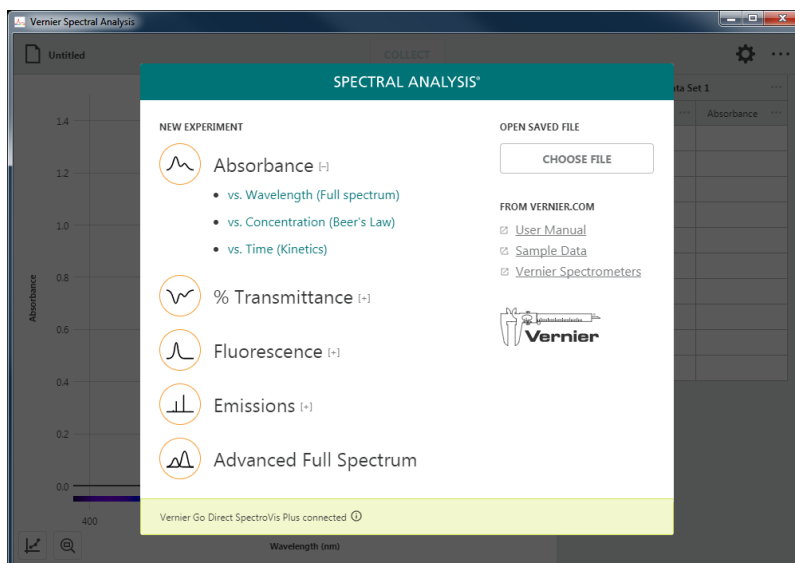 Vernier Spectral Analysis
Untitled
COLLECT
SPECTRAL ANALYSIS®
NEW EXPERIMENT
Absorbance [-]
• vs. Wavelength (Full spectrum)
• vs. Concentration (Beer's Law)
• vs. Time (Kinetics)
% Transmittance [+]
Fluorescence [+]
Emissions [+]
Advanced Full Spectrum
OPEN SAVED FILE
CHOOSE FILE
FROM VERNIER.COM
User Manual
Sample Data
Vernier Spectrometers
Vernier
Vernier Go Direct SpectroVis Plus connected
ta Set 1
Absorbance
1.4
1.2
1.0
0.8
0.6
0.4
0.2
0.0
Absorbance
400
Wavelength (nm)